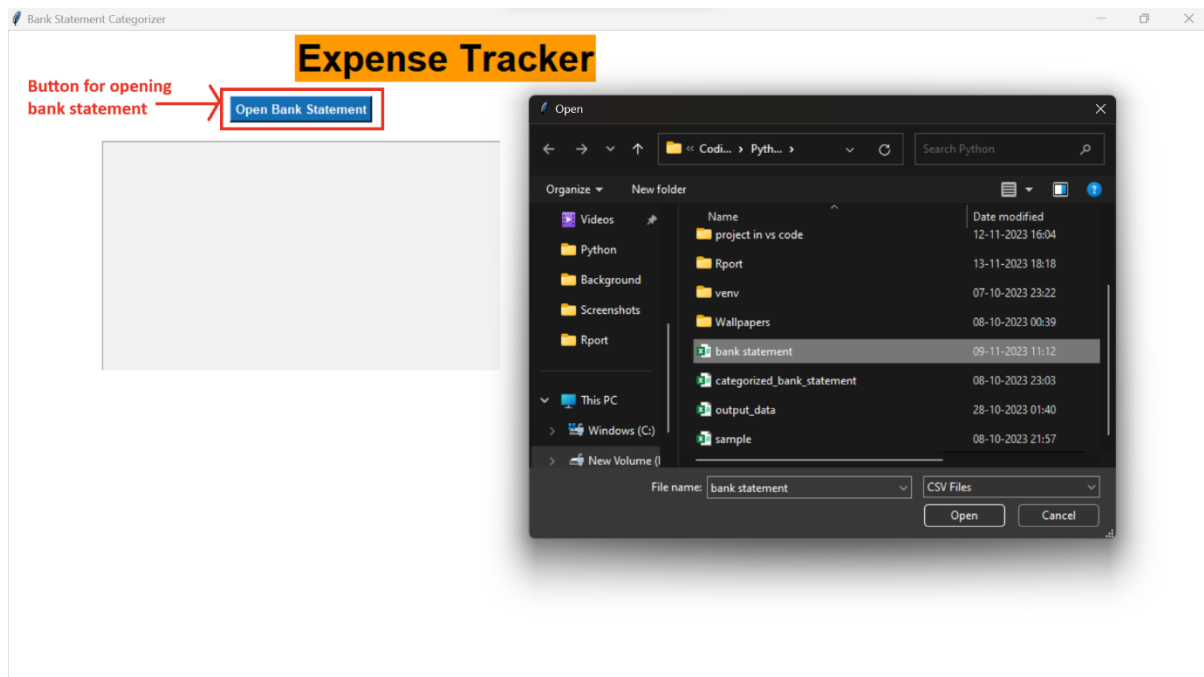 Bank Statement Categorizer
Expense Tracker
Button for opening
bank statement
Open Bank Statement
Open
« Codi... › Pyth... ›
Search Python
Organize
New folder
Videos
Python
Background
Screenshots
Rport
This PC
Windows (C:)
New Volume (
Name Date modified
project in vs code 12-11-2023 16:04
Rport 13-11-2023 18:18
venv 07-10-2023 23:22
Wallpapers 08-10-2023 00:39
bank statement 09-11-2023 11:12
categorized_bank_statement 08-10-2023 23:03
output_data 28-10-2023 01:40
sample 08-10-2023 21:57
File name: bank statement CSV Files
Open Cancel